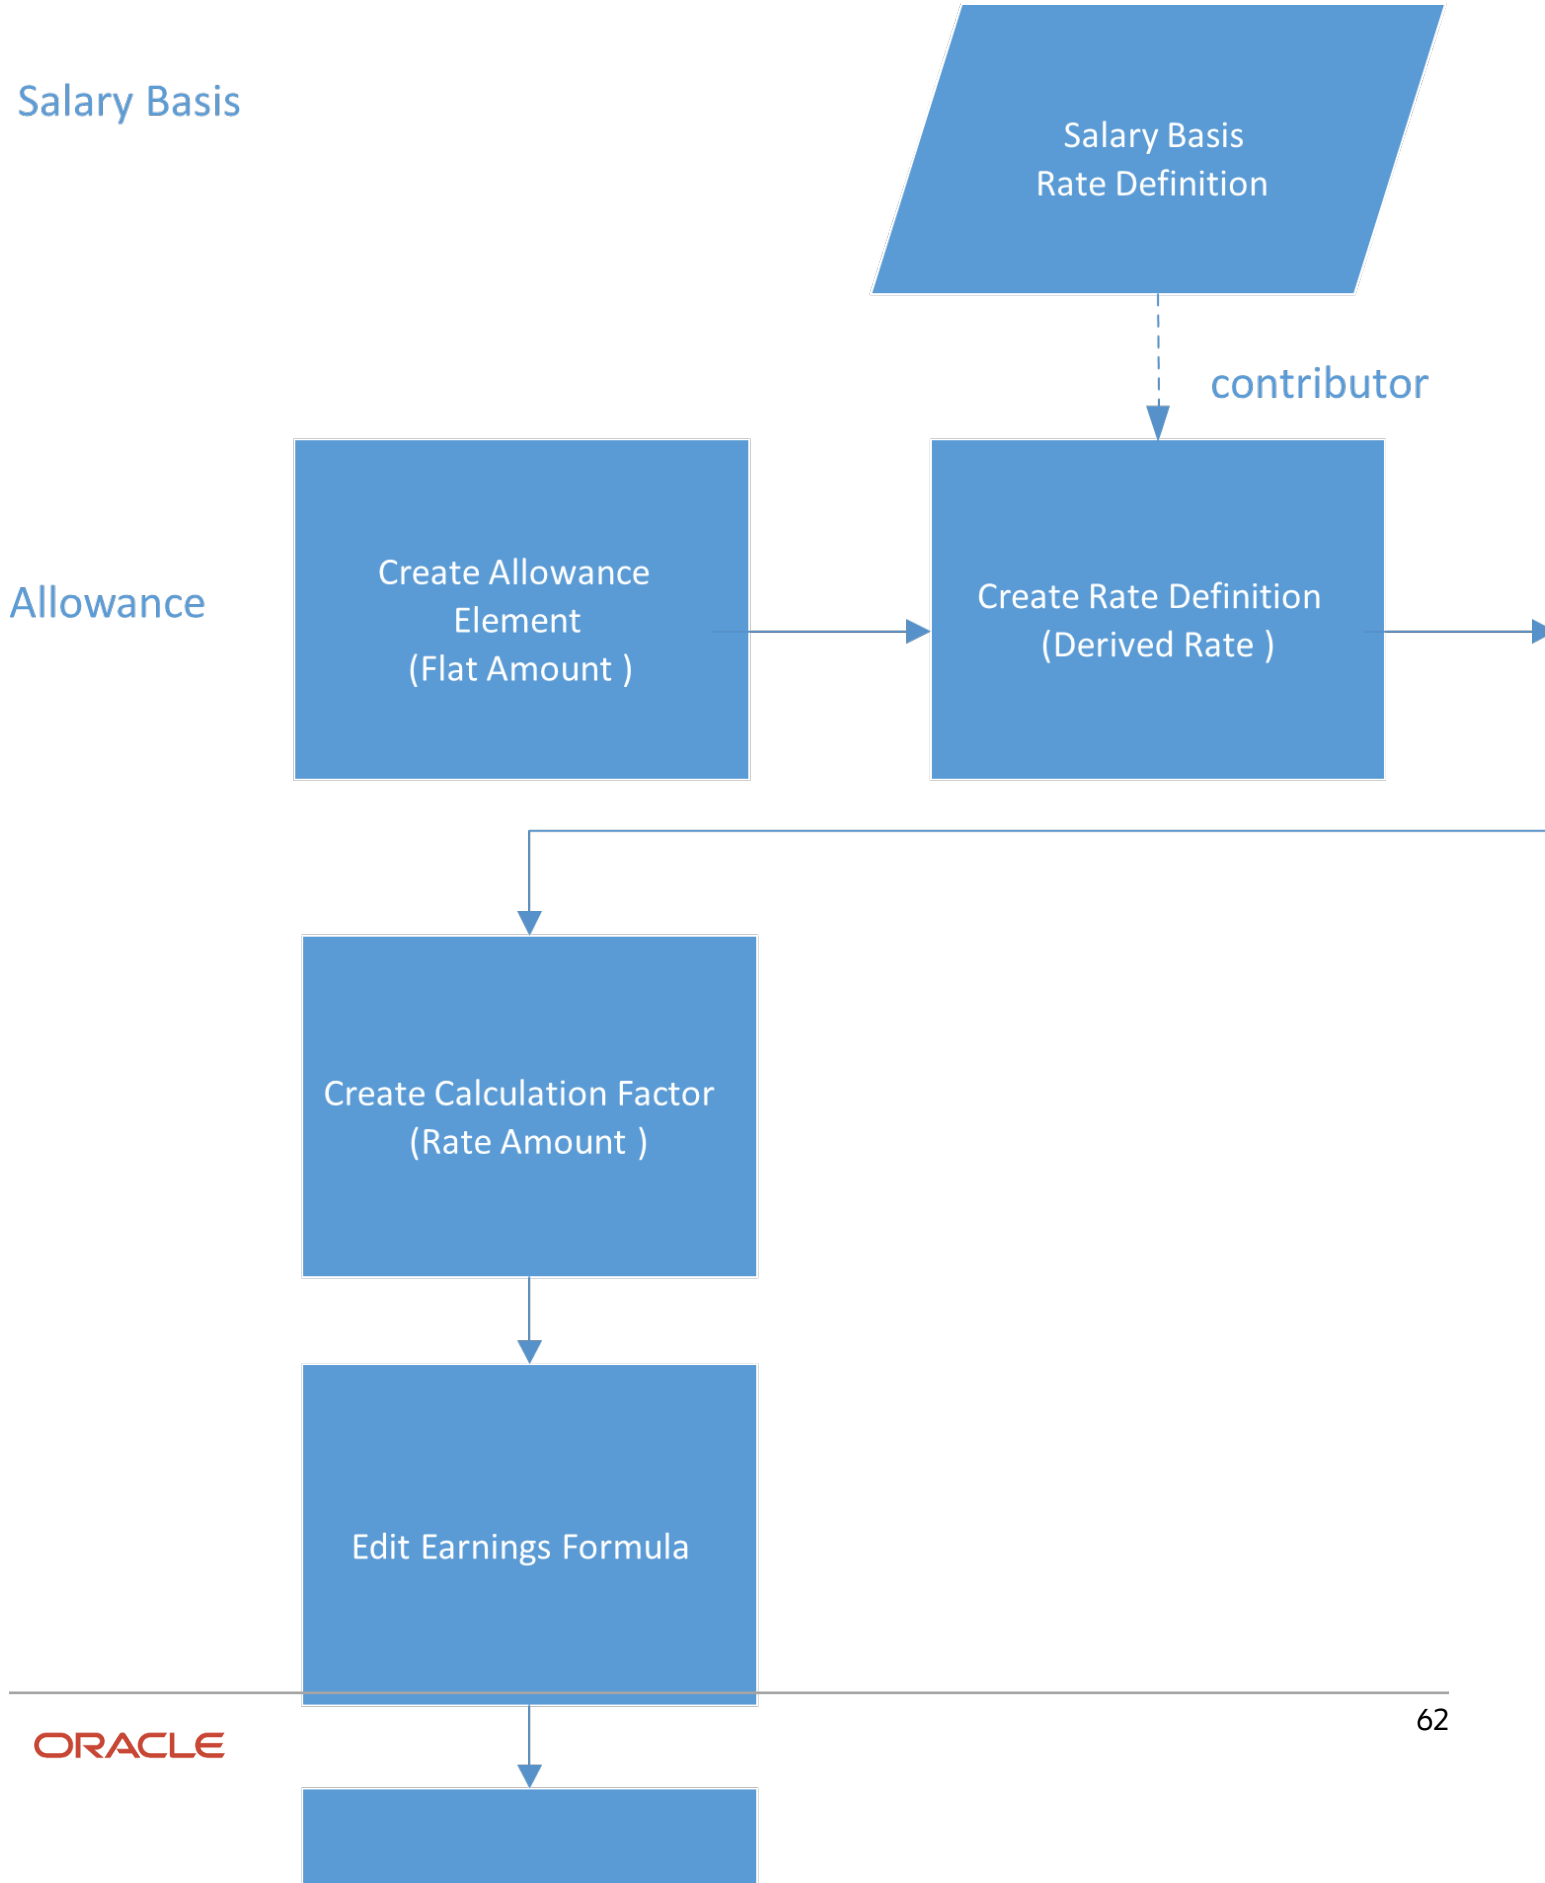 Salary Basis
Salary Basis
Rate Definition
contributor
Allowance
Create Allowance
Element
(Flat Amount )
Create Rate Definition
(Derived Rate )
Create Calculation Factor
(Rate Amount )
Edit Earnings Formula
62
ORACLE